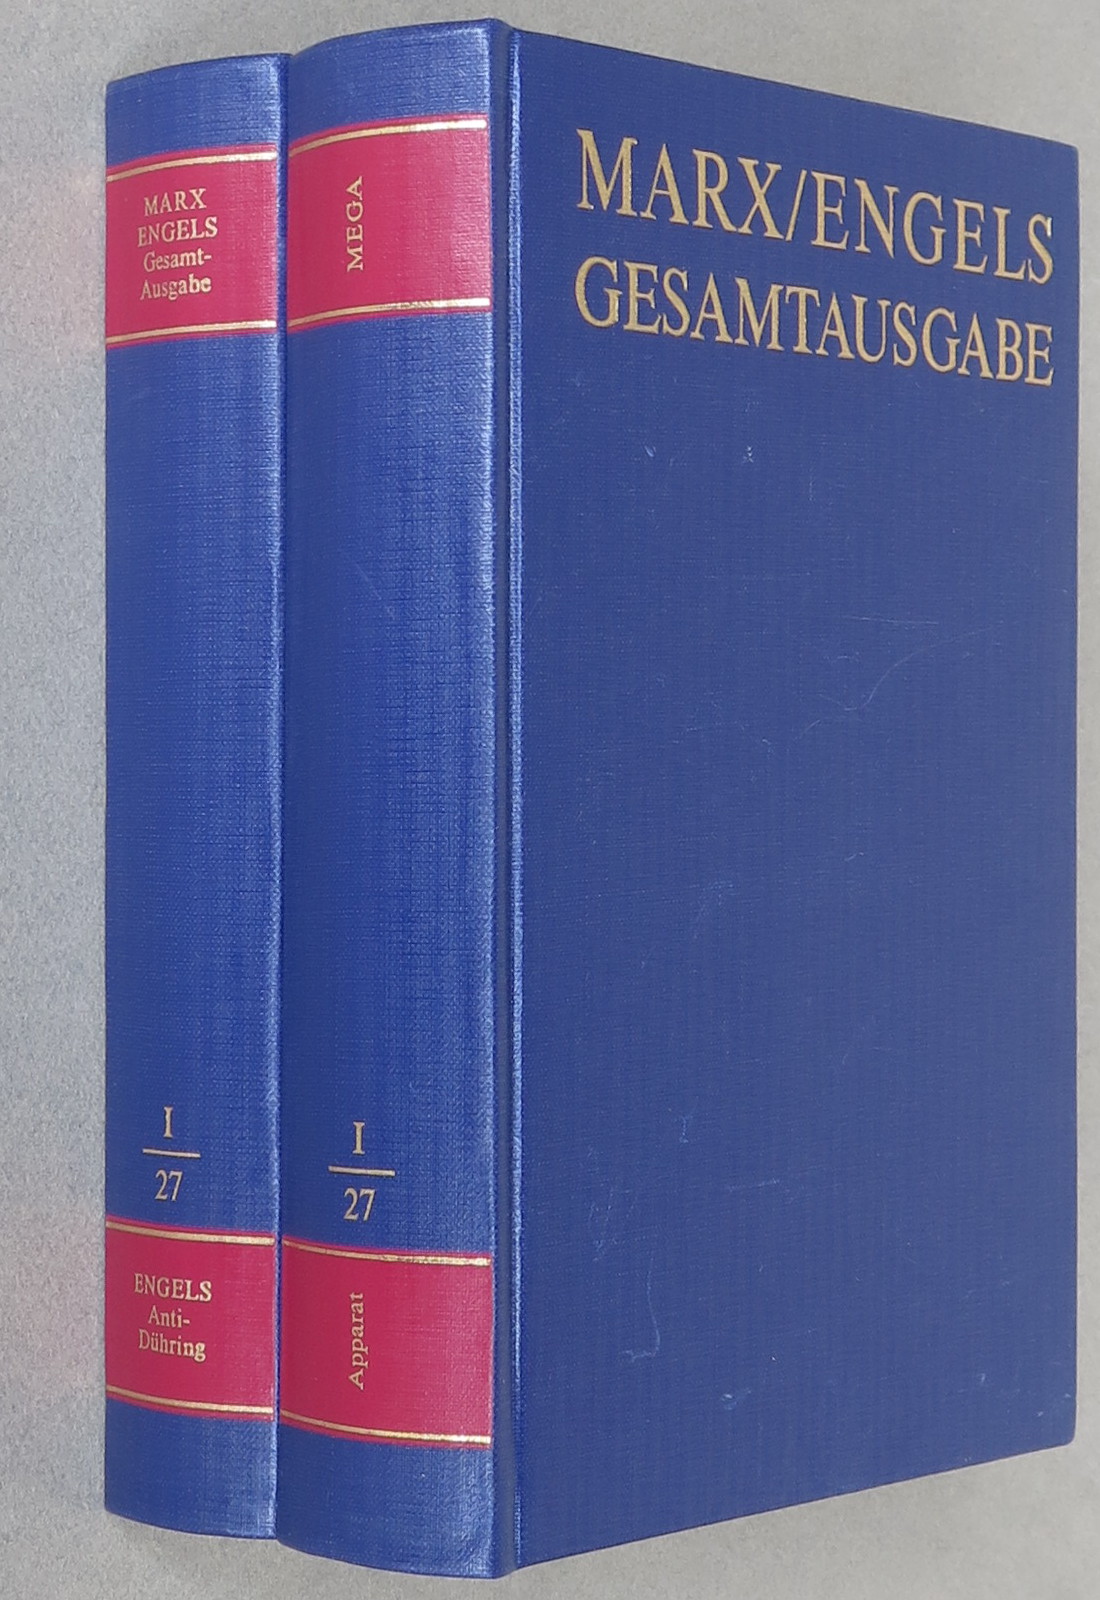 MARX
ENGELS
Gesamt-
Ausgabe
I
27
ENGELS
Anti-
Dühring
MEGA
I
27
Apparat
MARX/ENGELS
GESAMTAUSGABE